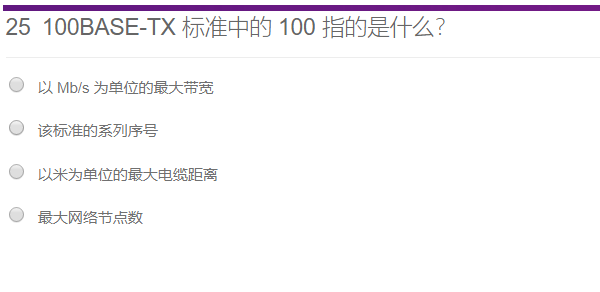 25 100BASE-TX 标准中的 100 指的是什么?
以 Mb/s 为单位的最大带宽
该标准的系列序号
以米为单位的最大电缆距离
最大网络节点数